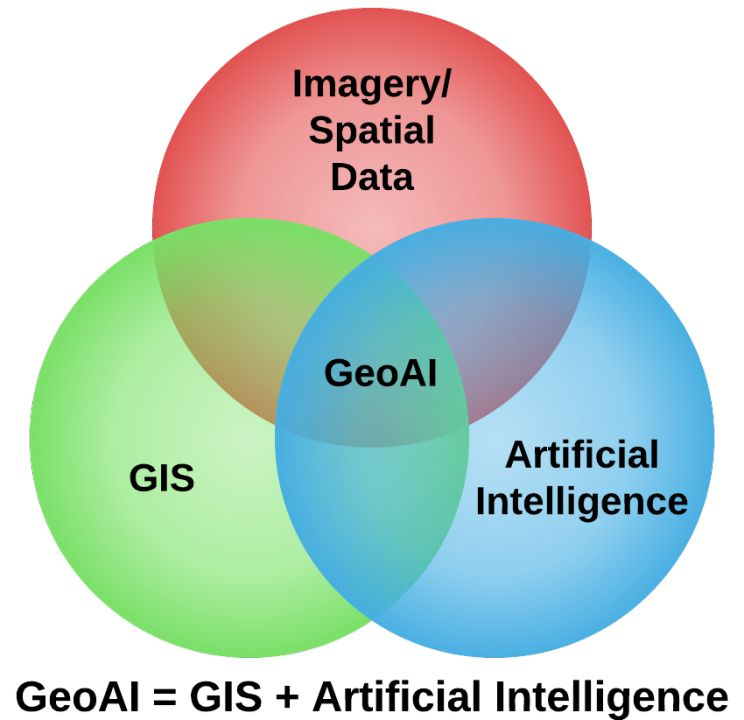 Imagery/
Spatial
Data
GeoAI
GIS
Artificial
Intelligence
GeoAI = GIS + Artificial Intelligence